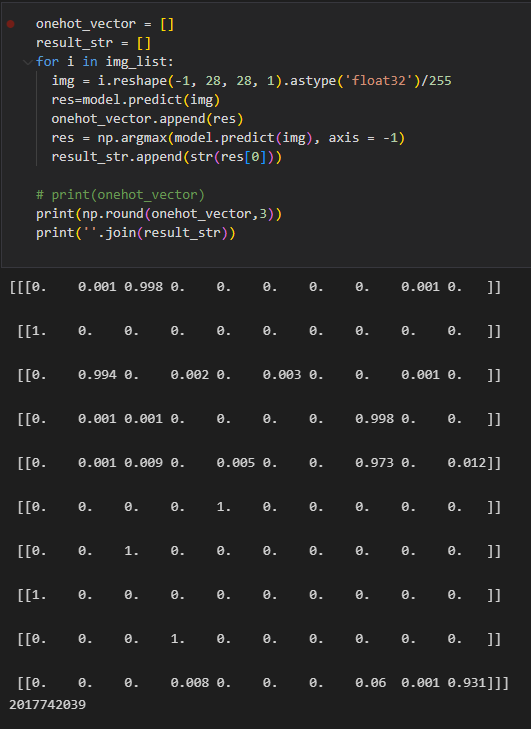 onehot_vector = []
result_str = []
for i in img_list:
  img = i.reshape(-1, 28, 28, 1).astype('float32')/255
  res=model.predict(img)
  onehot_vector.append(res)
  res = np.argmax(model.predict(img), axis = -1)
  result_str.append(str(res[0]))
# print(onehot_vector)
print(np.round(onehot_vector,3))
print(''.join(result_str))
[[[0.    0.001 0.998 0.    0.    0.    0.    0.    0.001 0.   ]]
 [[1.    0.    0.    0.    0.    0.    0.    0.    0.    0.   ]]
 [[0.    0.994 0.    0.002 0.    0.003 0.    0.    0.001 0.   ]]
 [[0.    0.001 0.001 0.    0.    0.    0.    0.998 0.    0.   ]]
 [[0.    0.001 0.009 0.    0.005 0.    0.    0.973 0.    0.012]]
 [[0.    0.    0.    0.    1.    0.    0.    0.    0.    0.   ]]
 [[0.    0.    1.    0.    0.    0.    0.    0.    0.    0.   ]]
 [[1.    0.    0.    0.    0.    0.    0.    0.    0.    0.   ]]
 [[0.    0.    0.    1.    0.    0.    0.    0.    0.    0.   ]]
 [[0.    0.    0.    0.008 0.    0.    0.    0.06  0.001 0.931]]]
2017742039